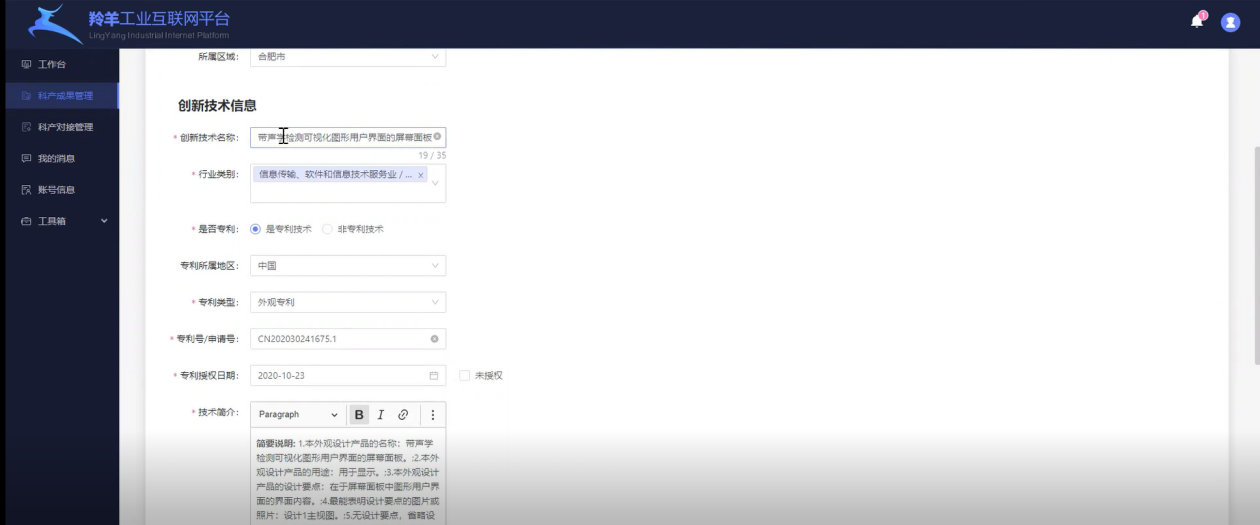 羚羊工业互联网平台
LingYang Industrial Internet Platform
1
工作台
科产成果管理
科产对接管理
我的消息
账号信息
工具箱
所属区域: 合肥市
创新技术信息
* 创新技术名称: 带声学检测可视化图形用户界面的屏幕面板
19 / 35
* 行业类别: 信息传输、软件和信息技术服务业 / ... ×
* 是否专利: 是专利技术 非专利技术
专利所属地区: 中国
* 专利类型: 外观专利
* 专利号/申请号: CN202030241675.1
* 专利授权日期: 2020-10-23 未授权
* 技术简介: Paragraph B I
简要说明: 1.本外观设计产品的名称：带声学
检测可视化图形用户界面的屏幕面板。;2.本外
观设计产品的用途：用于显示。;3.本外观设计
产品的设计要点：在于屏幕面板中图形用户界
面的界面内容。;4.最能表明设计要点的图片或
照片：设计1主视图。;5.无设计要点，省略设